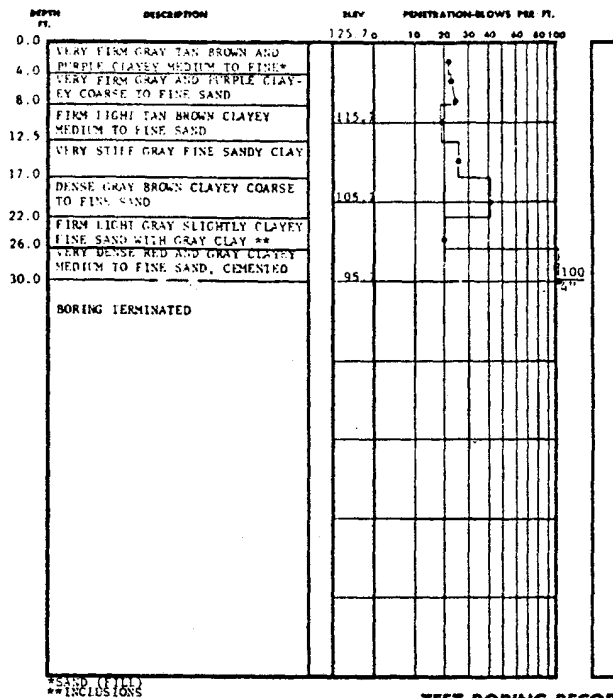 DEPTH FT. DESCRIPTION ELEV PENETRATION-BLOWS PER FT.
0.0 125.7 0 10 20 30 40 60 80 100
VERY FIRM GRAY TAN BROWN AND
PURPLE CLAYEY MEDIUM TO FINE*
4.0
VERY FIRM GRAY AND PURPLE CLAY-
EY COARSE TO FINE SAND
8.0
FIRM LIGHT TAN BROWN CLAYEY
MEDIUM TO FINE SAND
115.7
12.5
VERY STIFF GRAY FINE SANDY CLAY
17.0
DENSE GRAY BROWN CLAYEY COARSE
TO FINE SAND
105.7
22.0
FIRM LIGHT GRAY SLIGHTLY CLAYEY
FINE SAND WITH GRAY CLAY **
26.0
VERY DENSE RED AND GRAY CLAYEY
MEDIUM TO FINE SAND, CEMENTED
30.0 95. 100
4"
BORING TERMINATED
*SAND (FILL)
**INCLUSIONS
TEST BORING RECOR